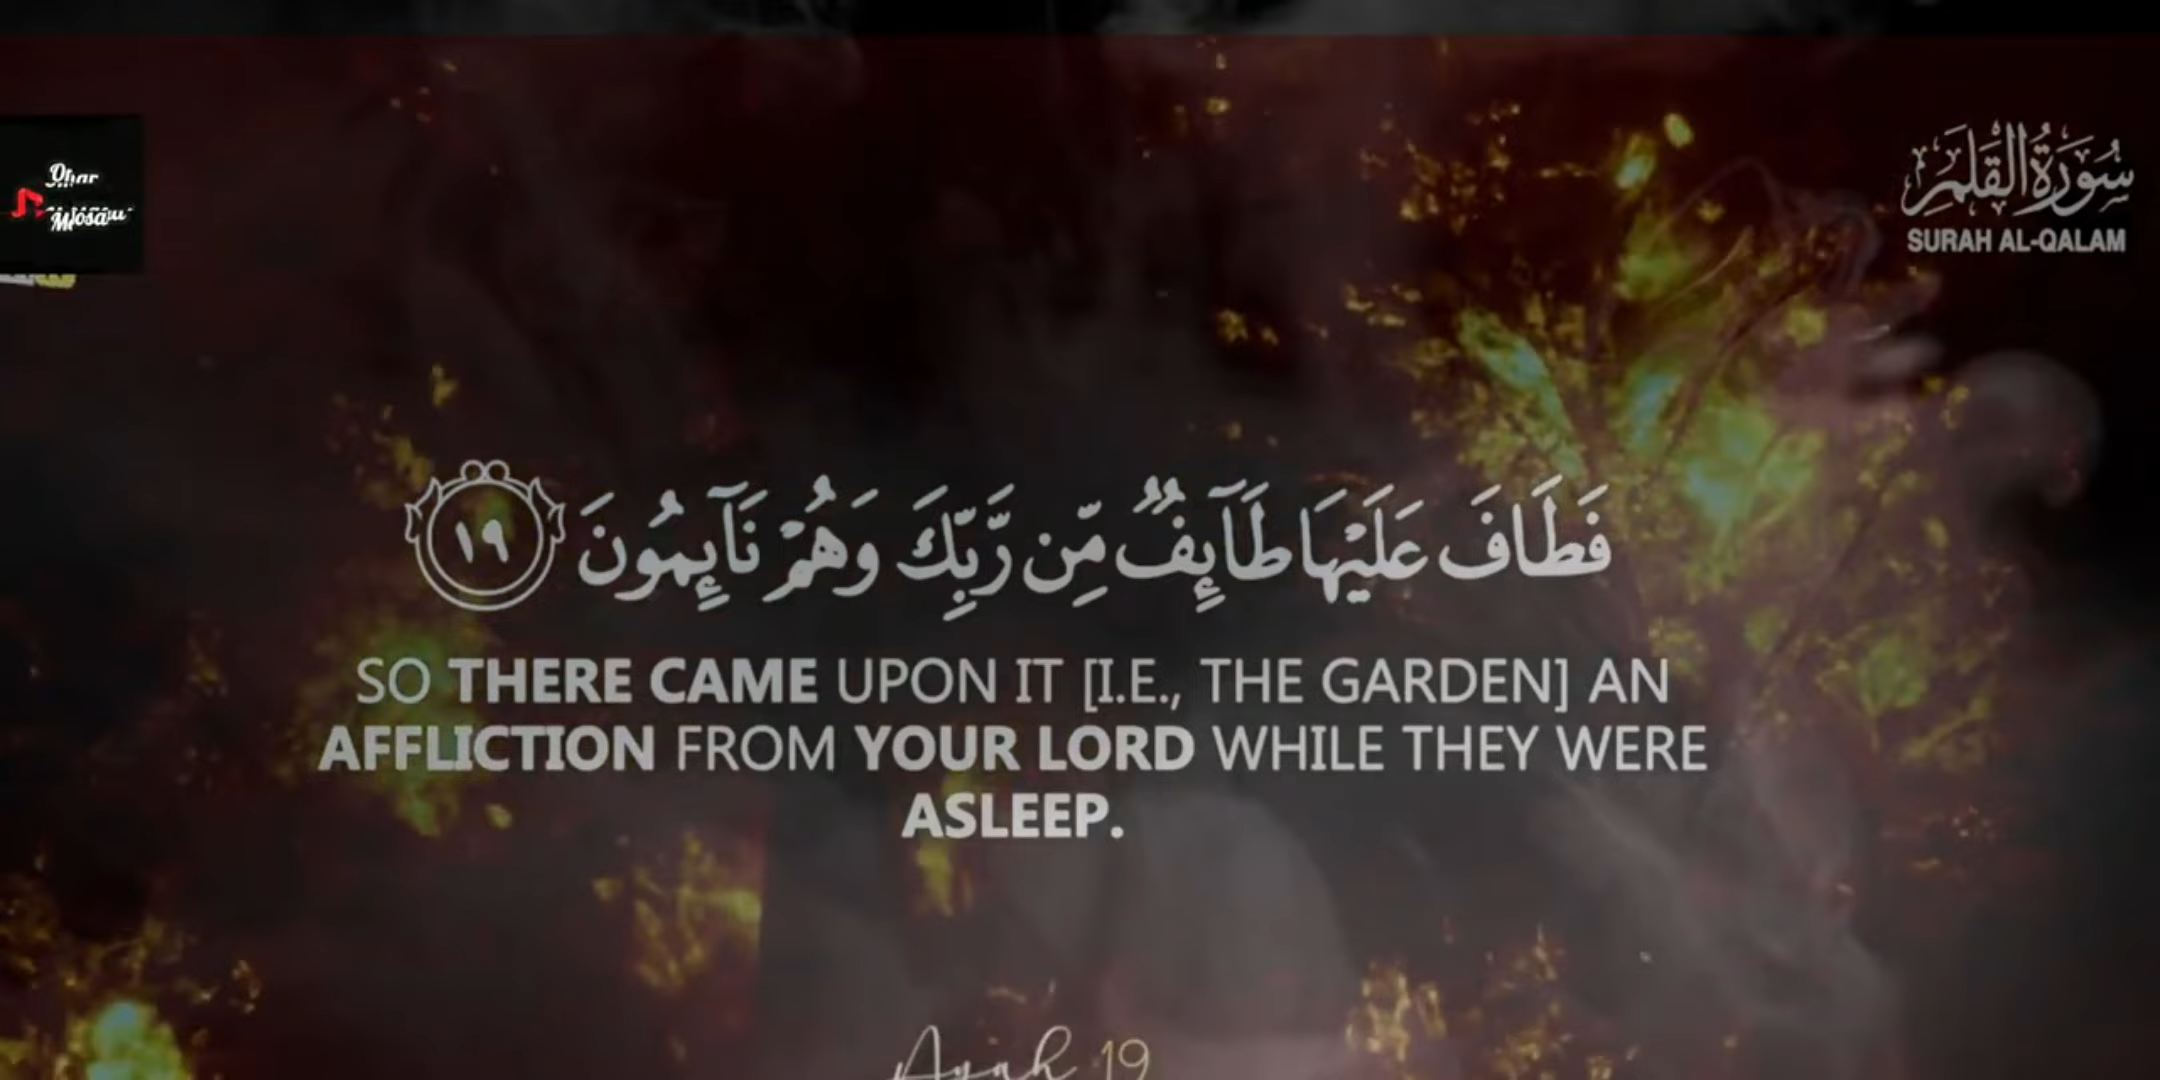 سُورَةُ الْقَلَمِ
SURAH AL-QALAM
فَطَافَ عَلَيْهَا طَآئِفٌ مِّن رَّبِّكَ وَهُمْ نَآئِمُونَ ١٩
SO THERE CAME UPON IT [I.E., THE GARDEN] AN
AFFLICTION FROM YOUR LORD WHILE THEY WERE
ASLEEP.
Ayah 19